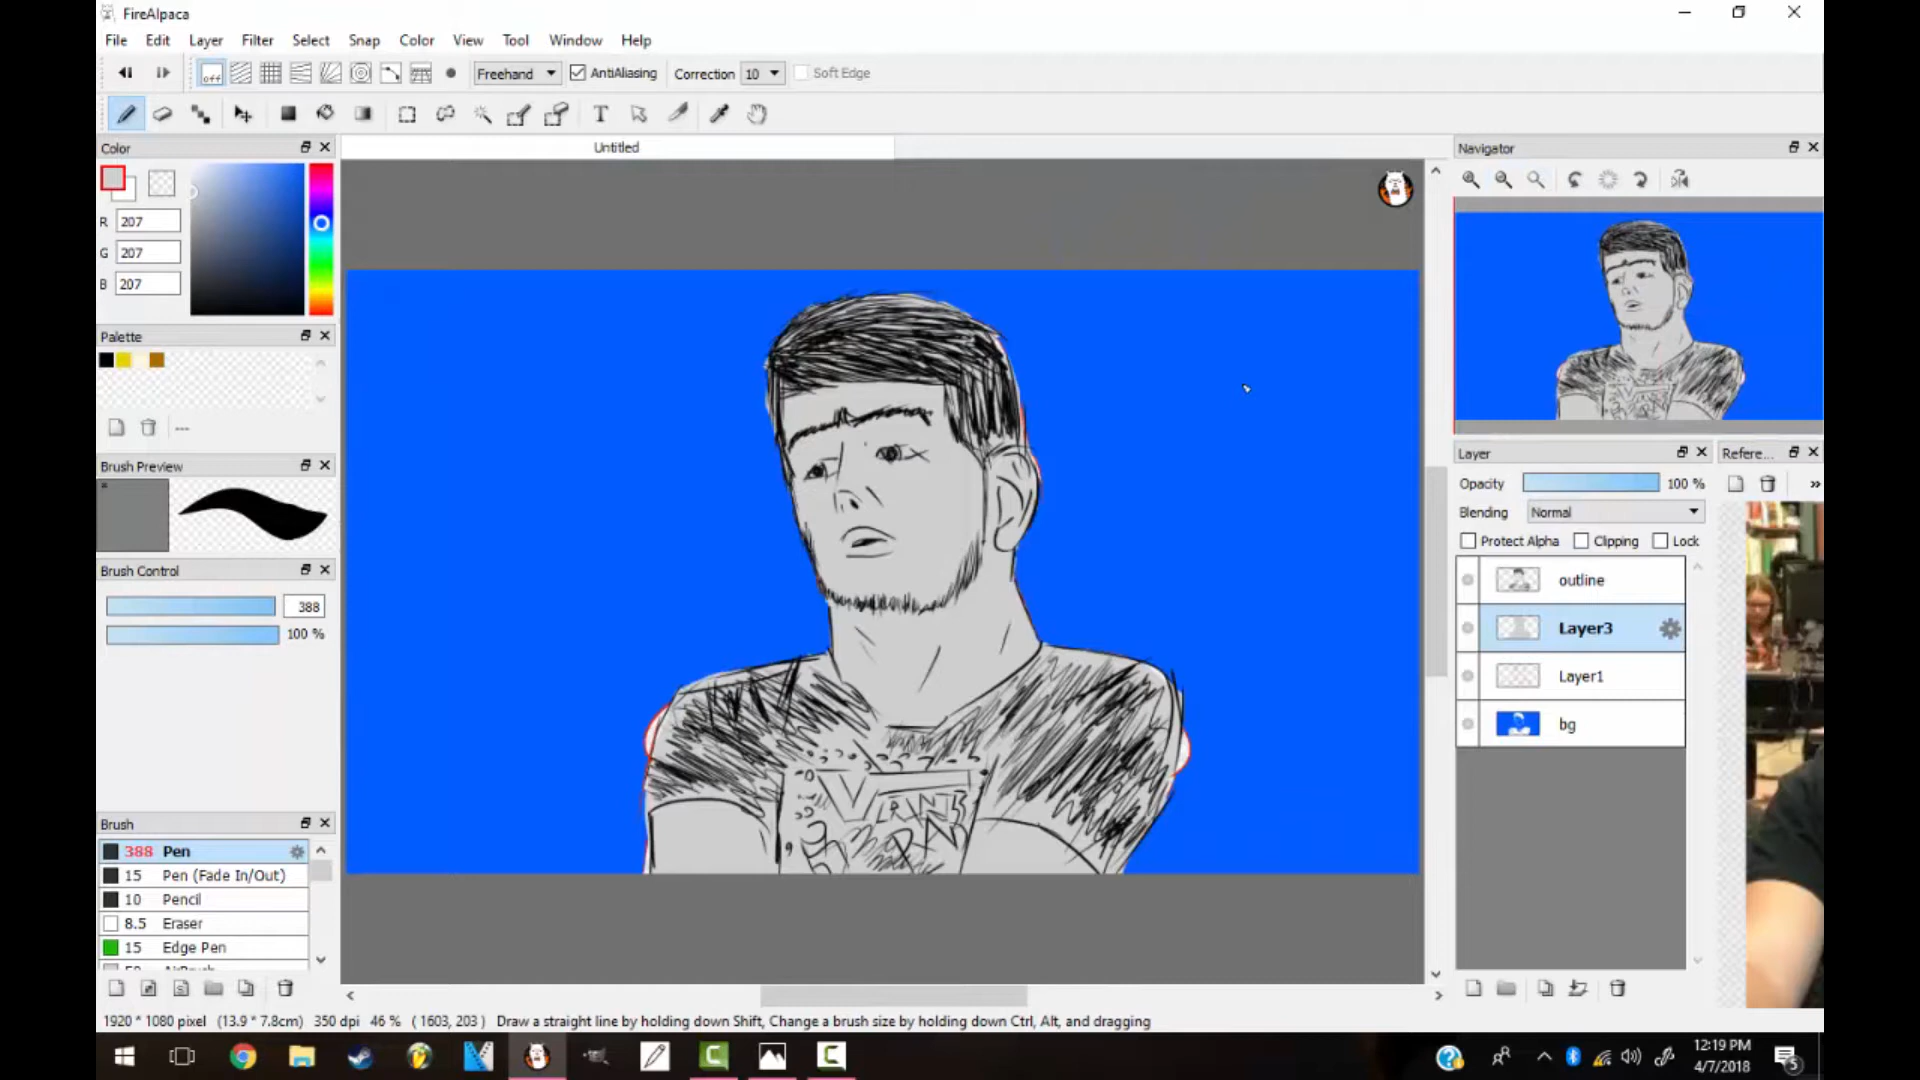 FireAlpaca
File Edit Layer Filter Select Snap Color View Tool Window Help
off Freehand AntiAliasing Correction 10 Soft Edge
T
Color
Untitled
Navigator
R 207
G 207
B 207
Palette
---
Brush Preview
Brush Control
388
100 %
Brush
388 Pen
15 Pen (Fade In/Out)
10 Pencil
8.5 Eraser
15 Edge Pen
AirBrush
Layer
Refere...
Opacity 100 %
Blending Normal
Protect Alpha Clipping Lock
outline
Layer3
Layer1
bg
1920 * 1080 pixel (13.9 * 7.8cm) 350 dpi 46 % ( 1603, 203 ) Draw a straight line by holding down Shift, Change a brush size by holding down Ctrl, Alt, and dragging
12:19 PM
4/7/2018
5